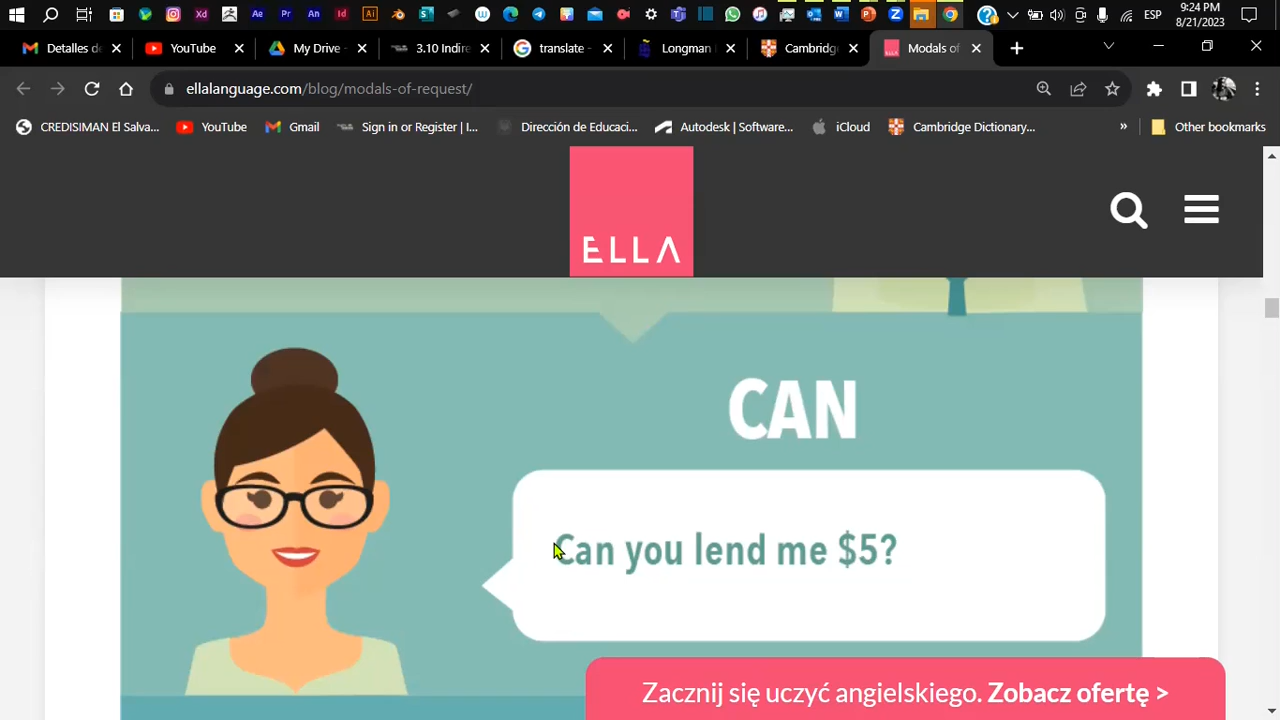 9:24 PM
ESP
8/21/2023
Detalles de
YouTube
My Drive -
3.10 Indire
translate -
Longman
Cambridg
Modals of
ellalanguage.com/blog/modals-of-request/
CREDISIMAN El Salva...
YouTube
Gmail
Sign in or Register | I...
Dirección de Educaci...
Autodesk | Software...
iCloud
Cambridge Dictionary...
Other bookmarks
ELLA
CAN
Can you lend me $5?
Zacznij się uczyć angielskiego. Zobacz ofertę >